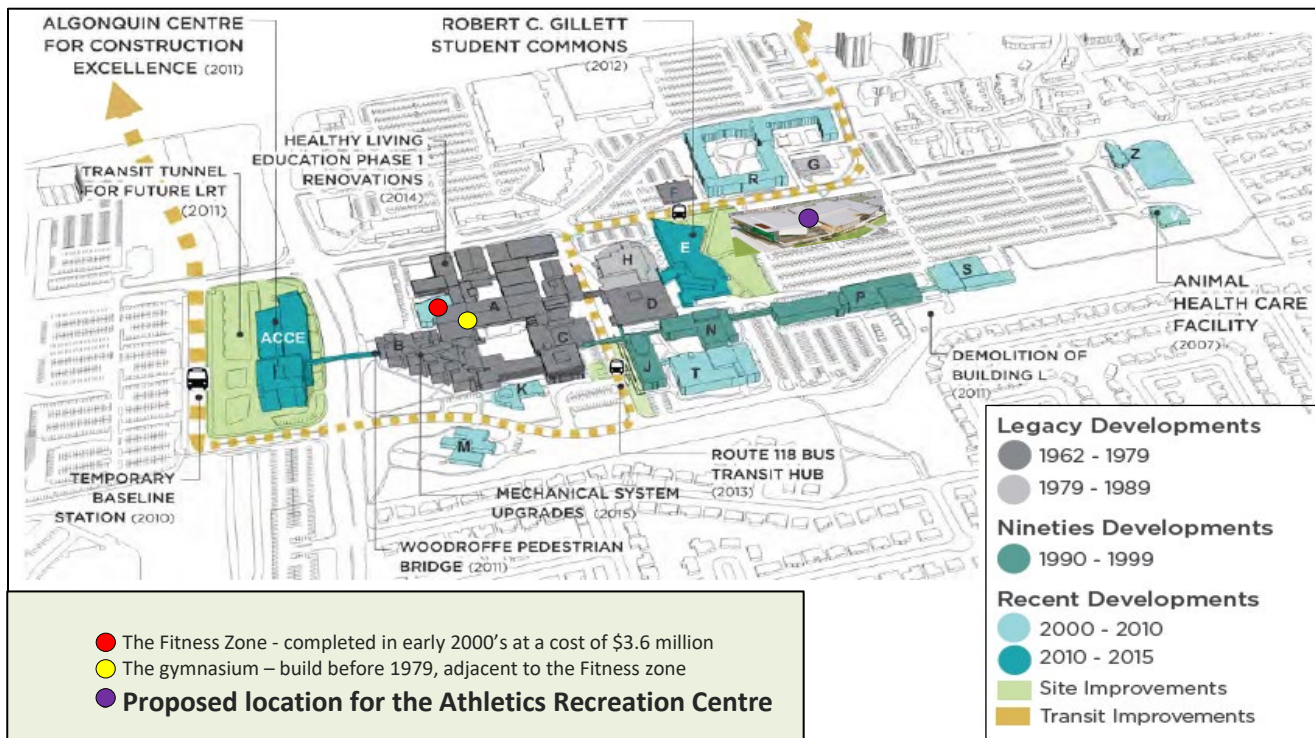 ALGONQUIN CENTRE
FOR CONSTRUCTION
EXCELLENCE (2011)
ROBERT C. GILLETT
STUDENT COMMONS
(2012)
HEALTHY LIVING
EDUCATION PHASE 1
RENOVATIONS
(2014)
TRANSIT TUNNEL
FOR FUTURE LRT
(2011)
G
R
F
Z
V
E
H
A
D
S
P
N
ACCE
B
C
J
T
K
M
ANIMAL
HEALTH CARE
FACILITY
(2007)
DEMOLITION OF
BUILDING L
(2011)
ROUTE 118 BUS
TRANSIT HUB
(2013)
TEMPORARY
BASELINE
STATION (2010)
MECHANICAL SYSTEM
UPGRADES (2015)
WOODROFFE PEDESTRIAN
BRIDGE (2011)
Legacy Developments
1962 - 1979
1979 - 1989
Nineties Developments
1990 - 1999
Recent Developments
2000 - 2010
2010 - 2015
Site Improvements
Transit Improvements
The Fitness Zone - completed in early 2000's at a cost of $3.6 million
The gymnasium – build before 1979, adjacent to the Fitness zone
Proposed location for the Athletics Recreation Centre